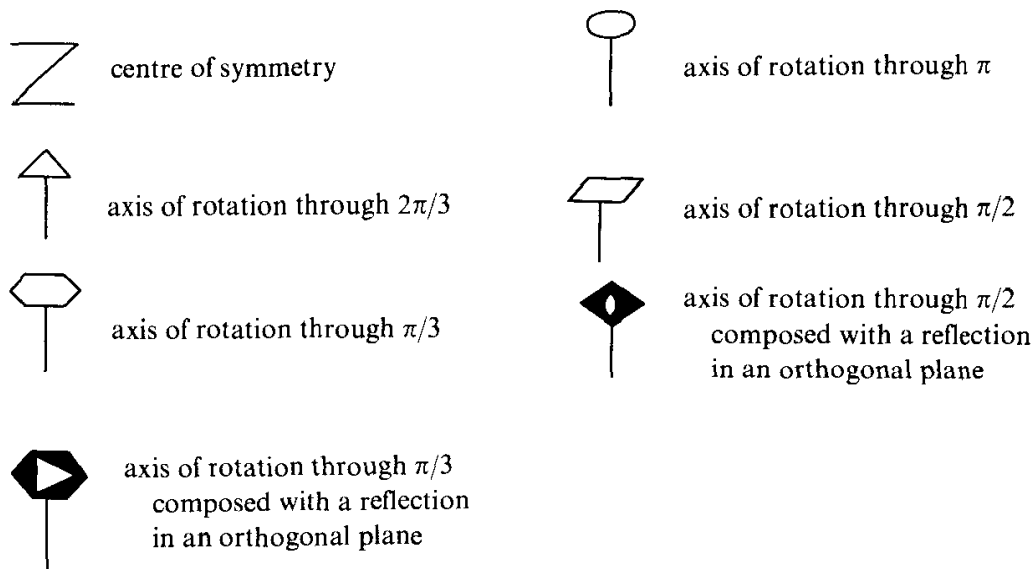 centre of symmetry
axis of rotation through π
axis of rotation through 2π/3
axis of rotation through π/2
axis of rotation through π/3
axis of rotation through π/2
composed with a reflection
in an orthogonal plane
axis of rotation through π/3
composed with a reflection
in an orthogonal plane